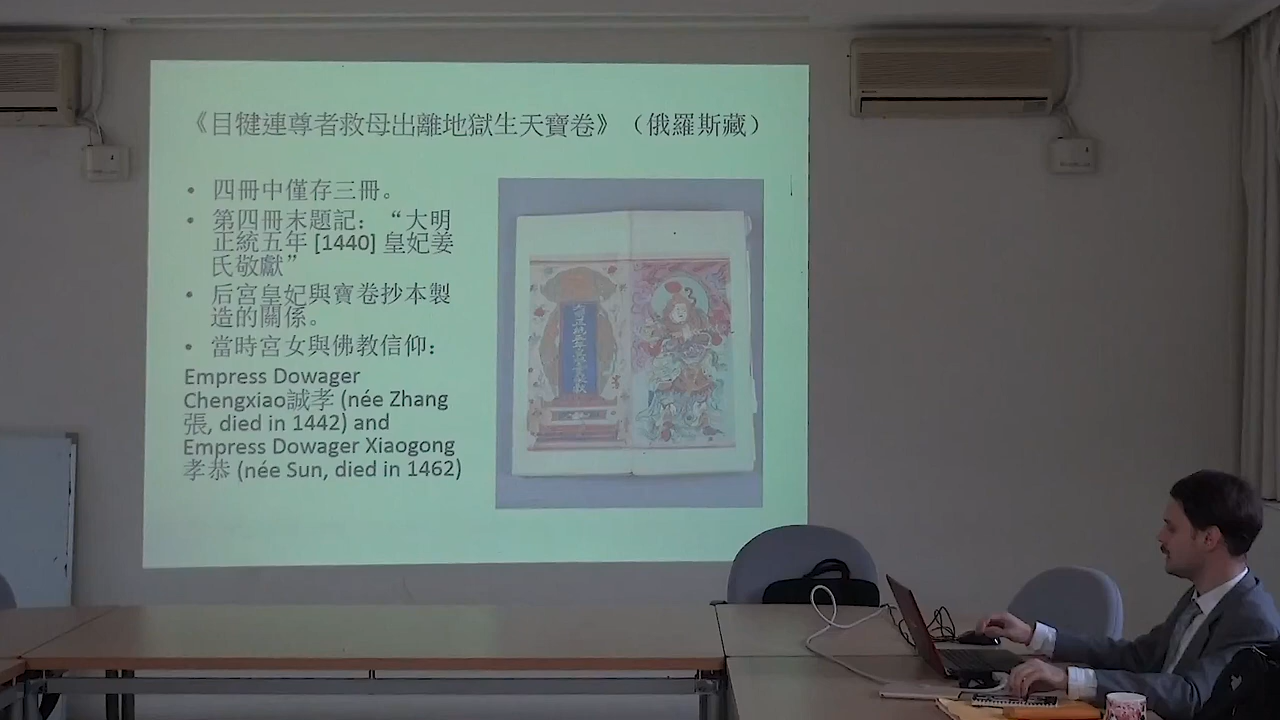 《目犍連尊者救母出離地獄生天寶卷》（俄羅斯藏）
• 四冊中僅存三冊。
• 第四冊末題記：“大明
正統五年 [1440] 皇妃姜
氏敬獻”
• 后宮皇妃與寶卷抄本製
造的關係。
• 當時宮女與佛教信仰：
Empress Dowager
Chengxiao誠孝 (née Zhang
張, died in 1442) and
Empress Dowager Xiaogong
孝恭 (née Sun, died in 1462)